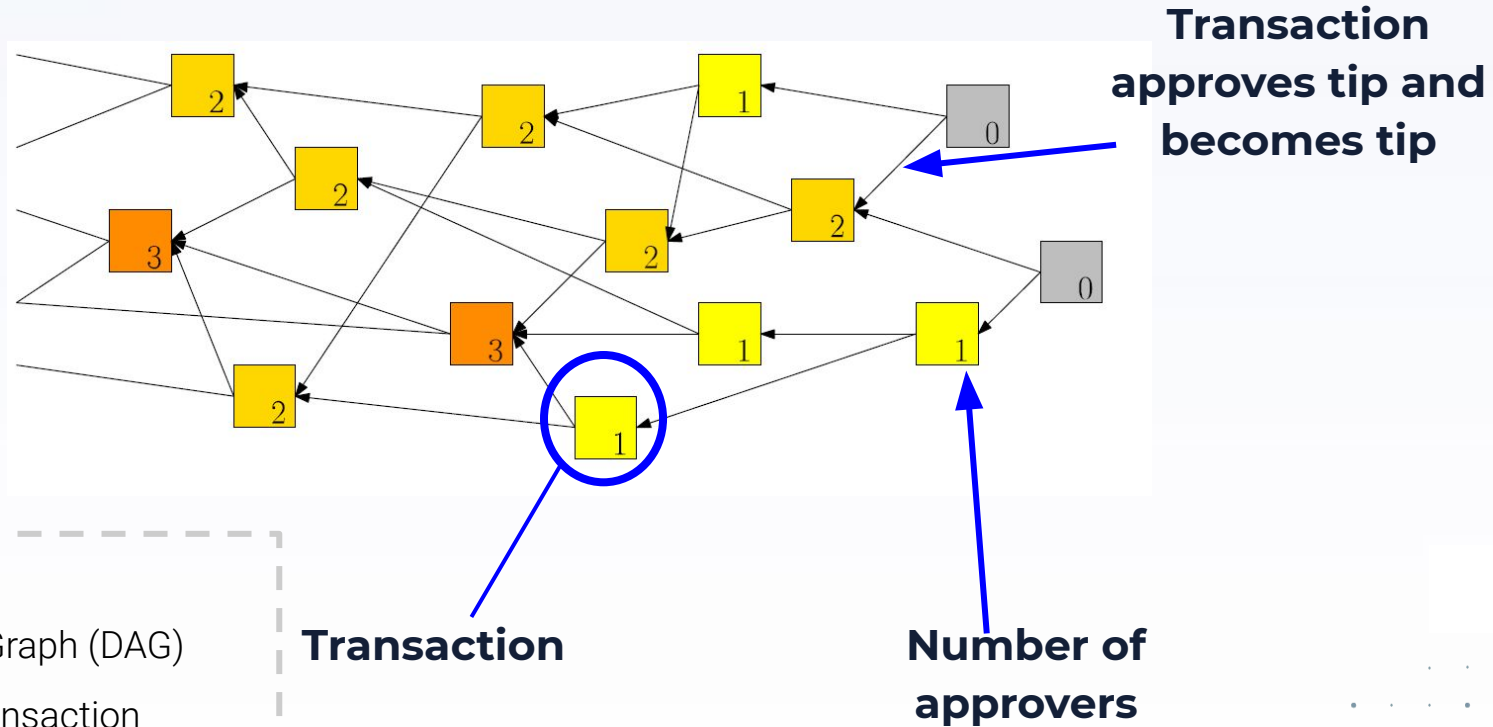 Transaction
approves tip and
becomes tip
2
2
1
0
2
2
2
3
0
3
1
1
2
1
Graph (DAG)
nsaction
Transaction
Number of
approvers